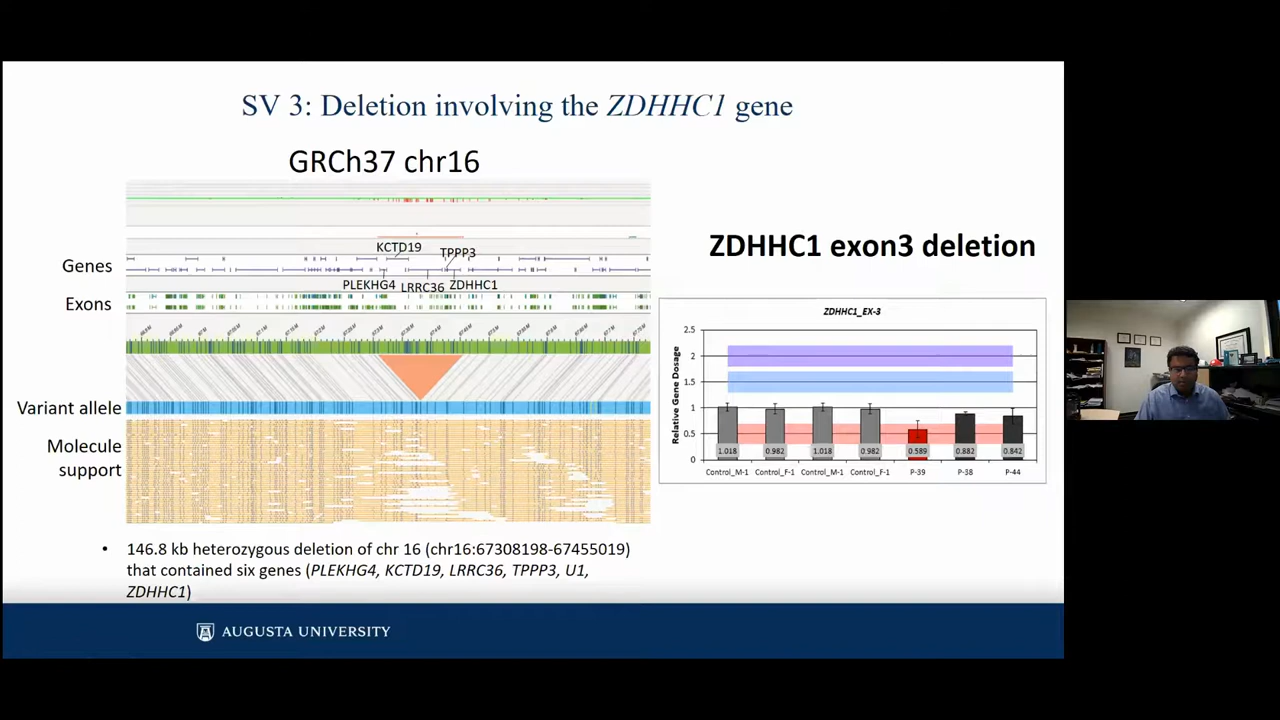 SV 3: Deletion involving the ZDHHC1 gene
GRCh37 chr16
KCTD19
TPPP3
Genes
PLEKHG4
LRRC36
ZDHHC1
Exons
Variant allele
Molecule
support
• 146.8 kb heterozygous deletion of chr 16 (chr16:67308198-67455019)
that contained six genes (PLEKHG4, KCTD19, LRRC36, TPPP3, U1,
ZDHHC1)
ZDHHC1 exon3 deletion
ZDHHC1_EX-3
Relative Gene Dosage
2.5
2
1.5
1
0.5
0
1.018 0.982 1.018 0.982 0.589 0.882 0.842
Control_M-1 Control_F-1 Control_M-1 Control_F-1 P-39 P-38 P-44
AUGUSTA UNIVERSITY